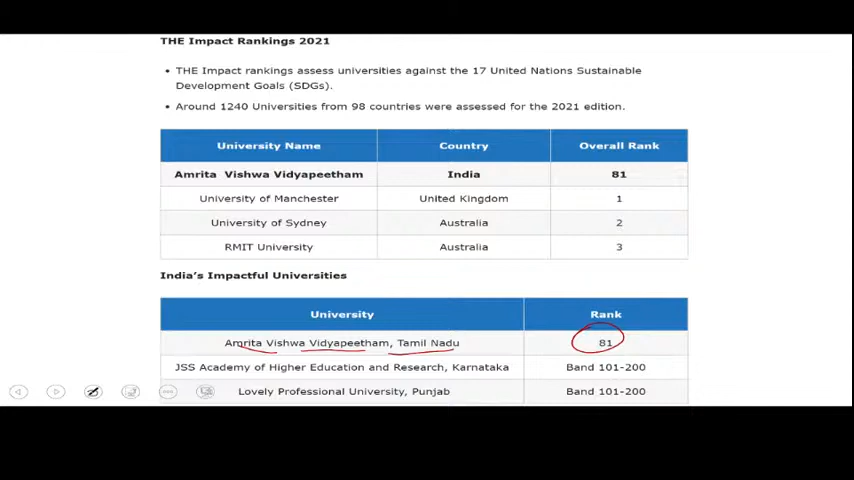 THE Impact Rankings 2021
• THE Impact rankings assess universities against the 17 United Nations Sustainable
Development Goals (SDGs).
• Around 1240 Universities from 98 countries were assessed for the 2021 edition.
University Name Country Overall Rank
Amrita Vishwa Vidyapeetham India 81
University of Manchester United Kingdom 1
University of Sydney Australia 2
RMIT University Australia 3
India's Impactful Universities
University Rank
Amrita Vishwa Vidyapeetham, Tamil Nadu 81
JSS Academy of Higher Education and Research, Karnataka Band 101-200
Lovely Professional University, Punjab Band 101-200